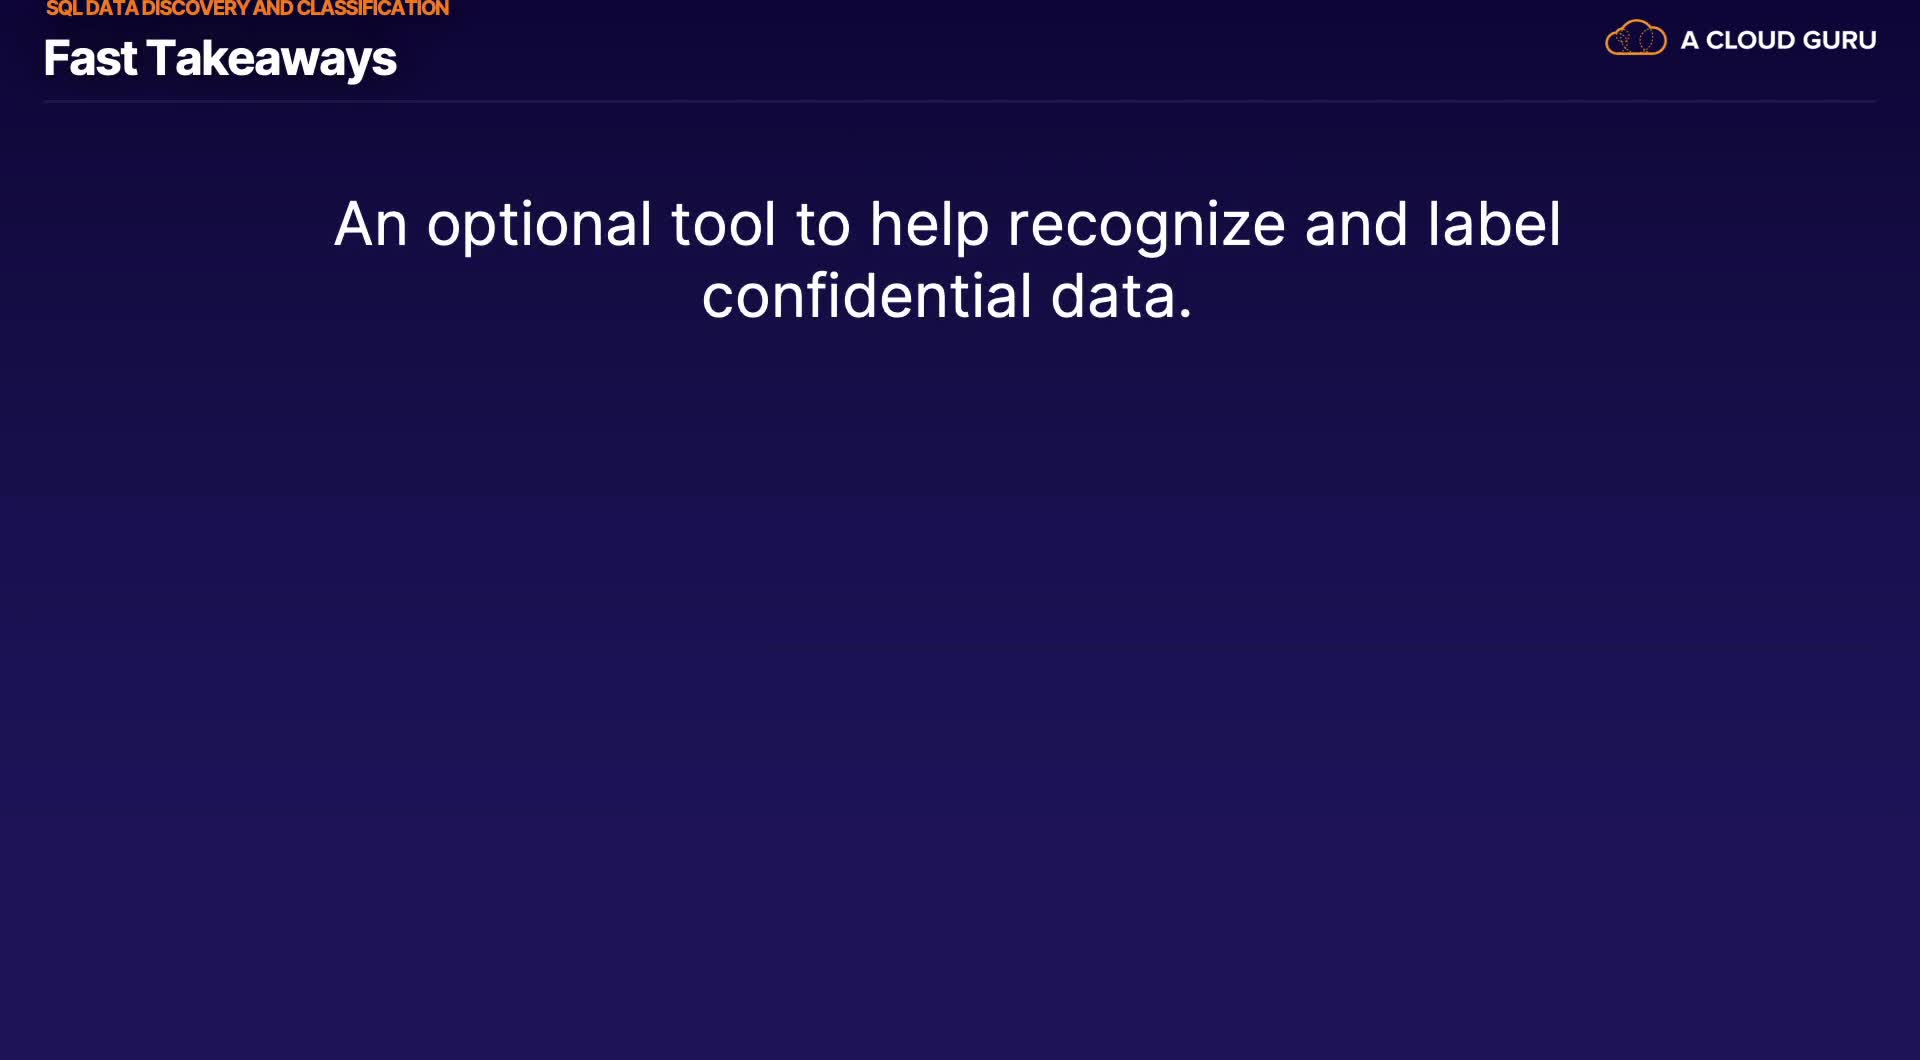 SQL DATA DISCOVERY AND CLASSIFICATION
Fast Takeaways
A CLOUD GURU
An optional tool to help recognize and label
confidential data.